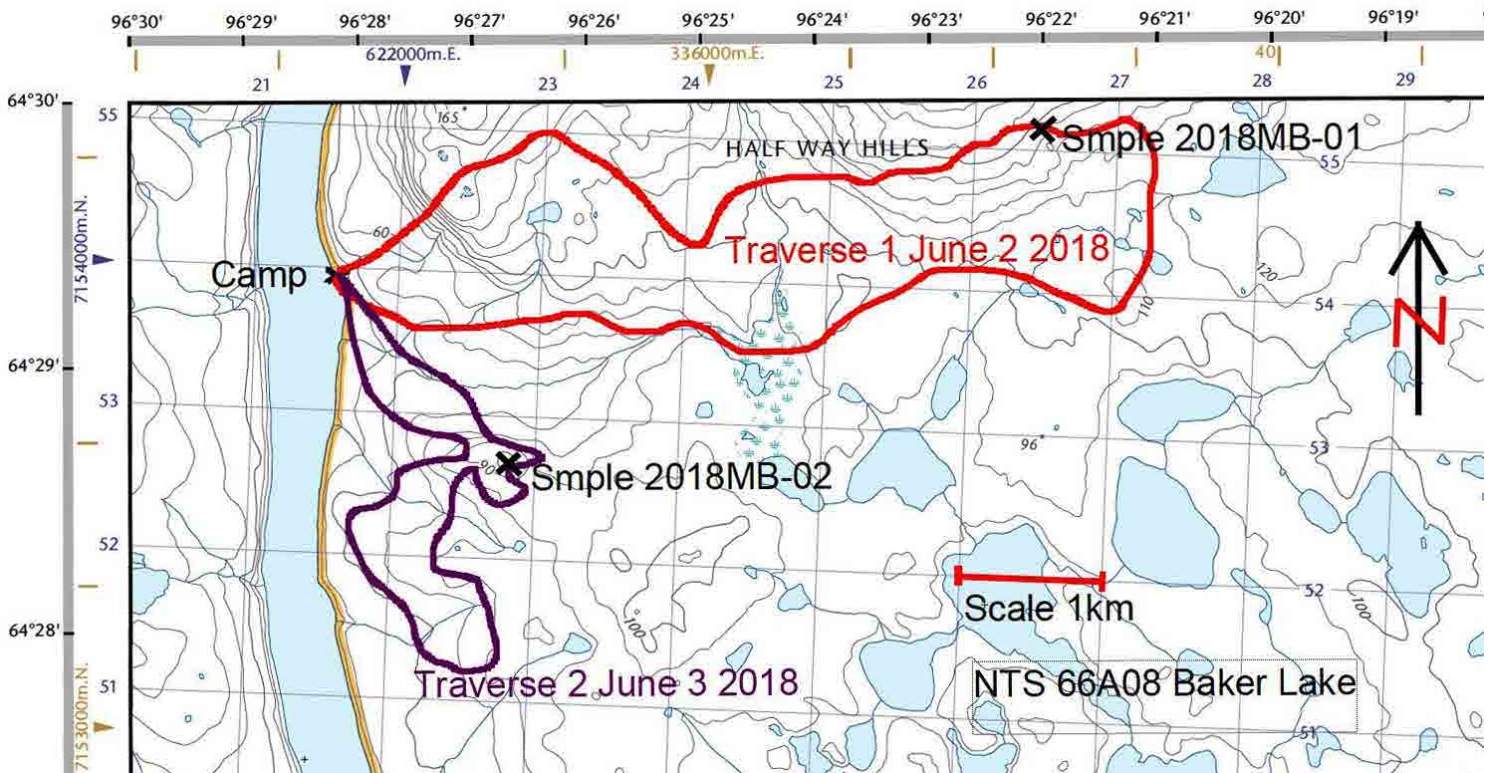 96°30' 96°29' 96°28' 96°27' 96°26' 96°25' 96°24' 96°23' 96°22' 96°21' 96°20' 96°19'
622000m.E. 336000m.E. 40
21 23 24 25 26 27 28 29
64°30'
55
165
HALF WAY HILLS
Smple 2018MB-01
55
60
Traverse 1 June 2 2018
7154000m.N.
Camp
120
110
54
N
64°29'
53
96
53
90
Smple 2018MB-02
52
52
Scale 1km
100
100
64°28'
Traverse 2 June 3 2018
NTS 66A08 Baker Lake
51
51
7153000m.N.